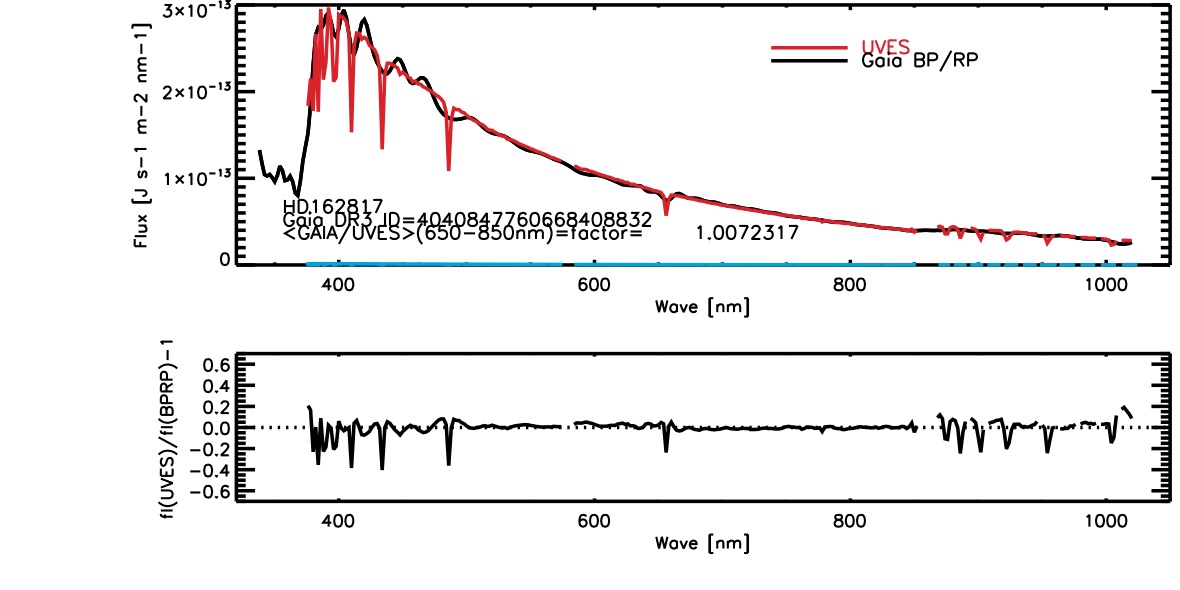 3×10−13
2×10−13
1×10−13
0
Flux [J s−1 m−2 nm−1]
UVES
Gaia BP/RP
HD162817
Gaia DR3 ID=4040847760668408832
<GAIA/UVES>(650−850nm)=factor= 1.0072317
400 600 800 1000
Wave [nm]
fl(UVES)/fl(BPRP)−1
0.6
0.4
0.2
0.0
−0.2
−0.4
−0.6
400 600 800 1000
Wave [nm]